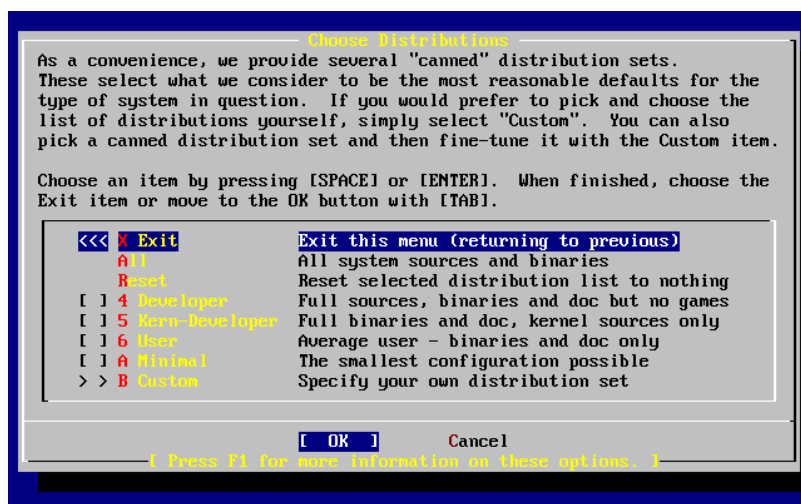 Choose Distributions
As a convenience, we provide several "canned" distribution sets.
These select what we consider to be the most reasonable defaults for the
type of system in question.  If you would prefer to pick and choose the
list of distributions yourself, simply select "Custom".  You can also
pick a canned distribution set and then fine-tune it with the Custom item.
Choose an item by pressing [SPACE] or [ENTER].  When finished, choose the
Exit item or move to the OK button with [TAB].
<<< X Exit Exit this menu (returning to previous)
All All system sources and binaries
Reset Reset selected distribution list to nothing
[ ] 4 Developer Full sources, binaries and doc but no games
[ ] 5 Kern-Developer Full binaries and doc, kernel sources only
[ ] 6 User Average user - binaries and doc only
[ ] A Minimal The smallest configuration possible
> > B Custom Specify your own distribution set
[ OK ] Cancel
[ Press F1 for more information on these options. ]